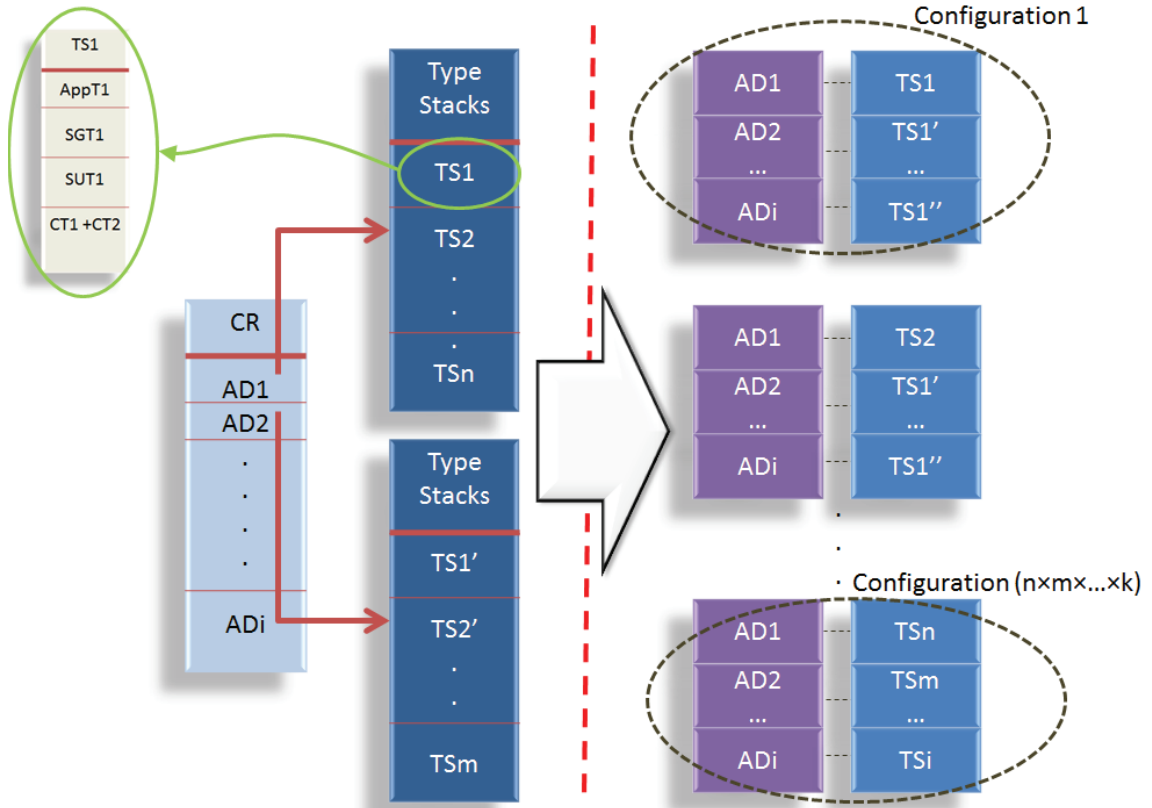 TS1
AppT1
SGT1
SUT1
CT1 +CT2
Type
Stacks
TS1
TS2
.
.
.
TSn
CR
AD1
AD2
.
.
.
.
ADi
Type
Stacks
TS1’
TS2’
.
.
TSm
Configuration 1
AD1
TS1
AD2
TS1'
...
...
ADi
TS1''
AD1
TS2
AD2
TS1'
...
...
ADi
TS1''
.
.
.
Configuration (n×m×...×k)
AD1
TSn
AD2
TSm
...
...
ADi
TSi